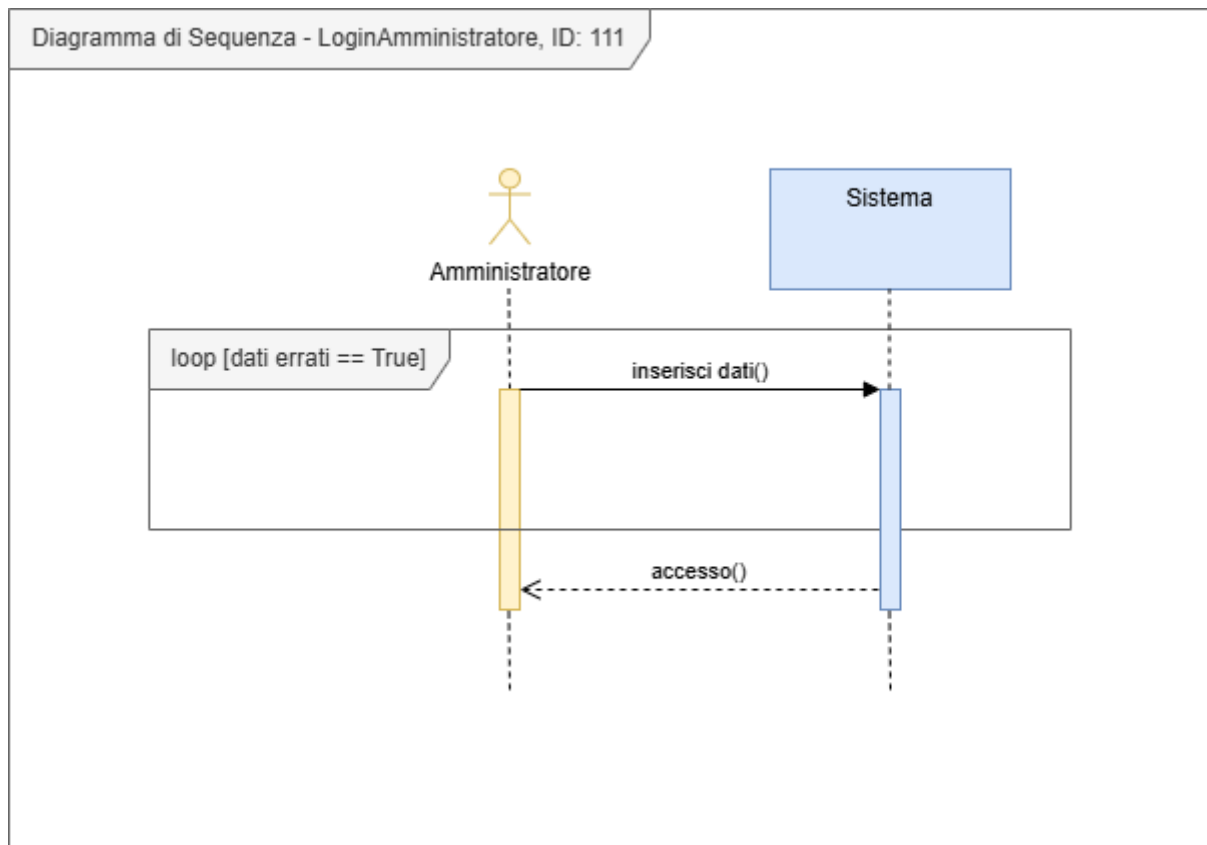 Diagramma di Sequenza - LoginAmministratore, ID: 111
Sistema
Amministratore
loop [dati errati == True]
inserisci dati()
accesso()